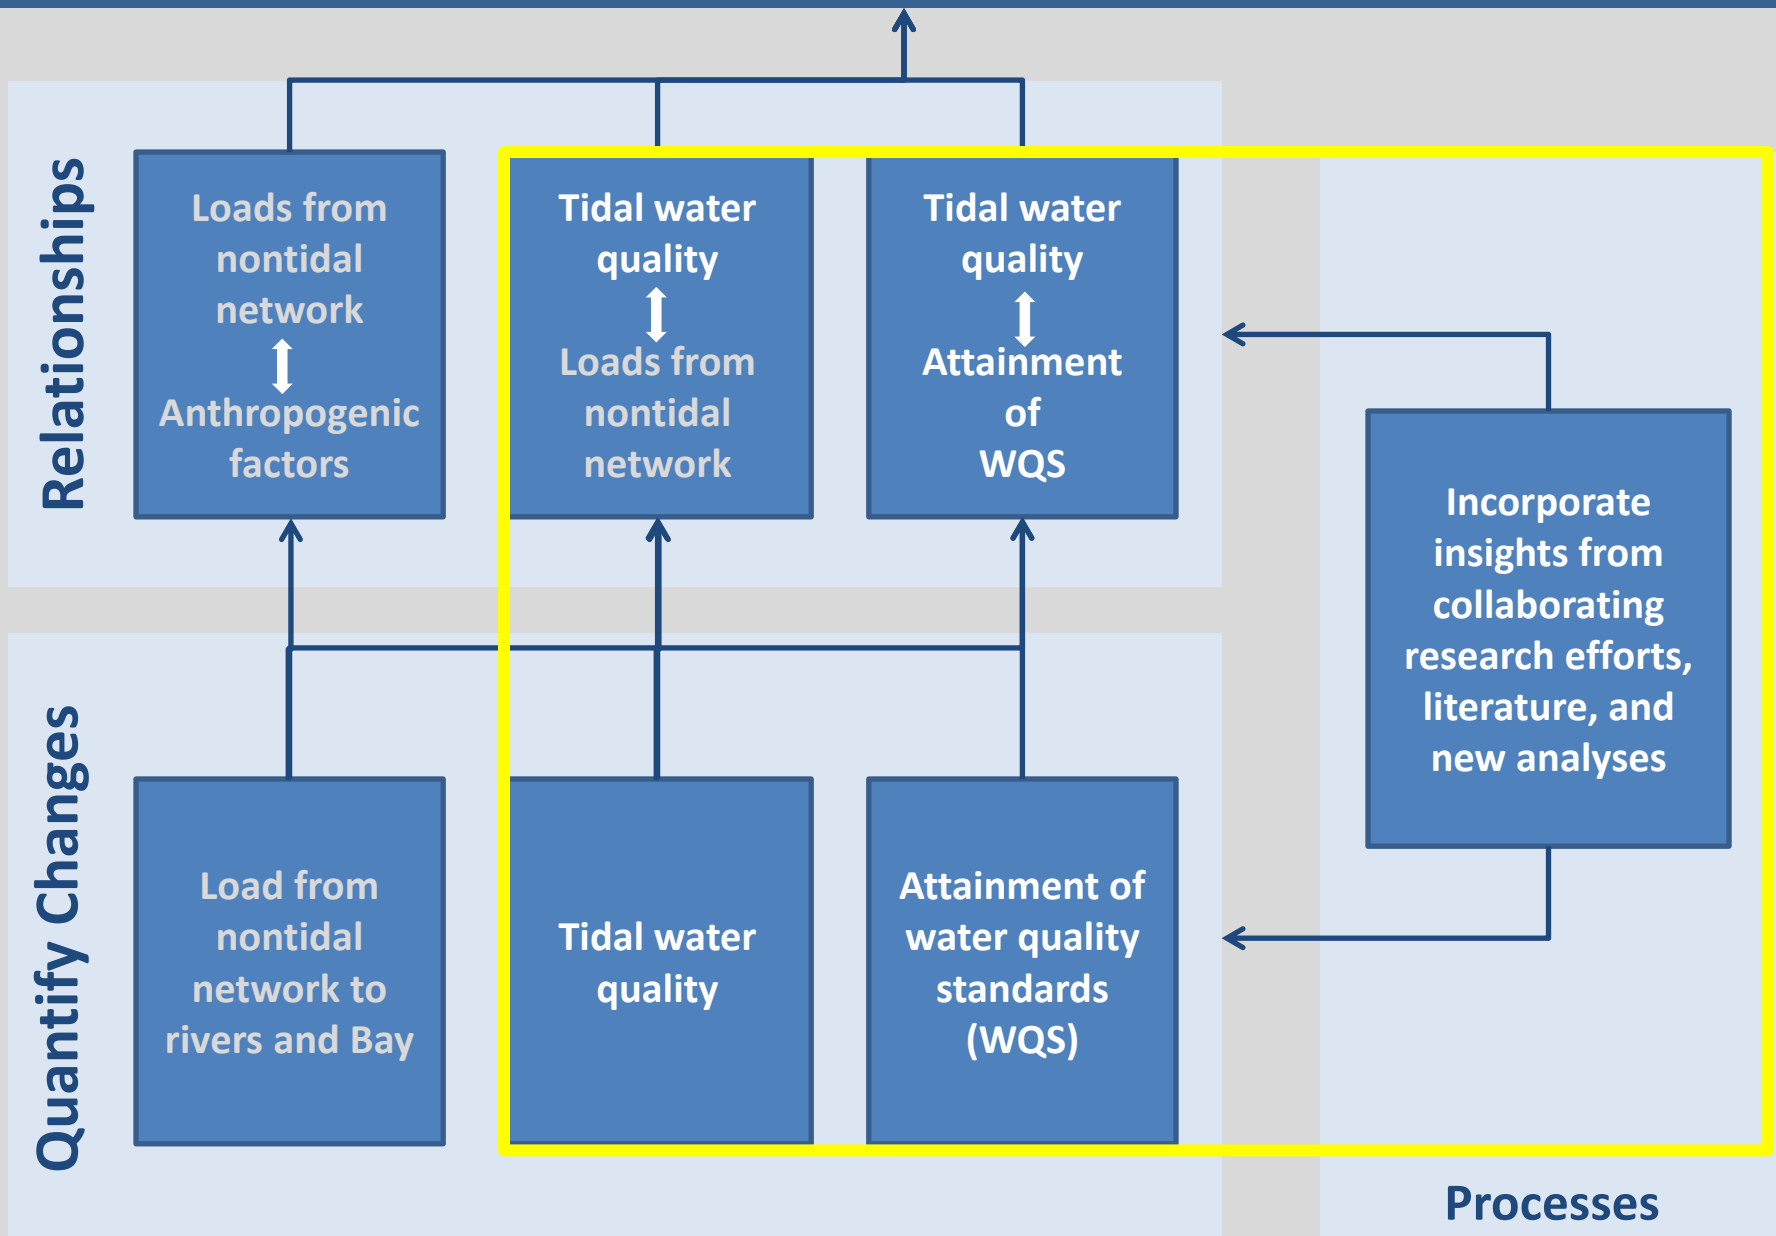 Relationships
Loads from
nontidal
network
Anthropogenic
factors
Tidal water
quality
Loads from
nontidal
network
Tidal water
quality
Attainment
of
WQS
Incorporate
insights from
collaborating
research efforts,
literature, and
new analyses
Quantify Changes
Load from
nontidal
network to
rivers and Bay
Tidal water
quality
Attainment of
water quality
standards
(WQS)
Processes